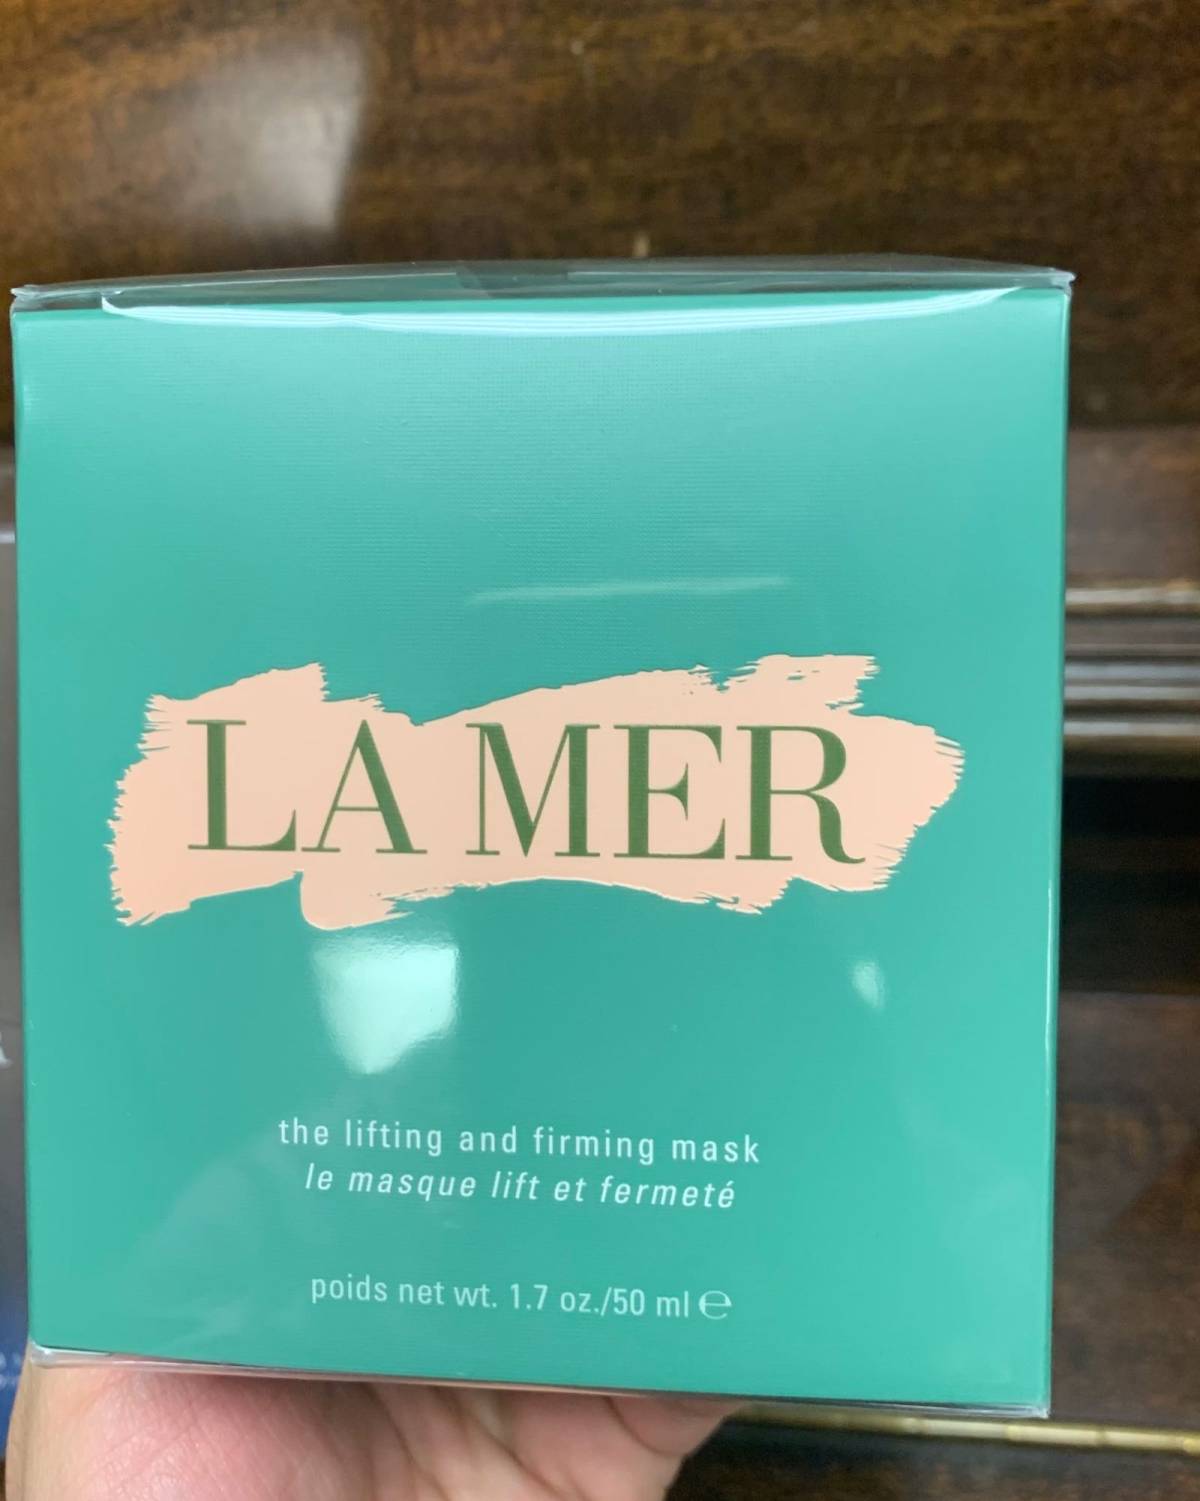 LA MER
the lifting and firming mask
le masque lift et fermeté
poids net wt. 1.7 oz./50 ml ℮